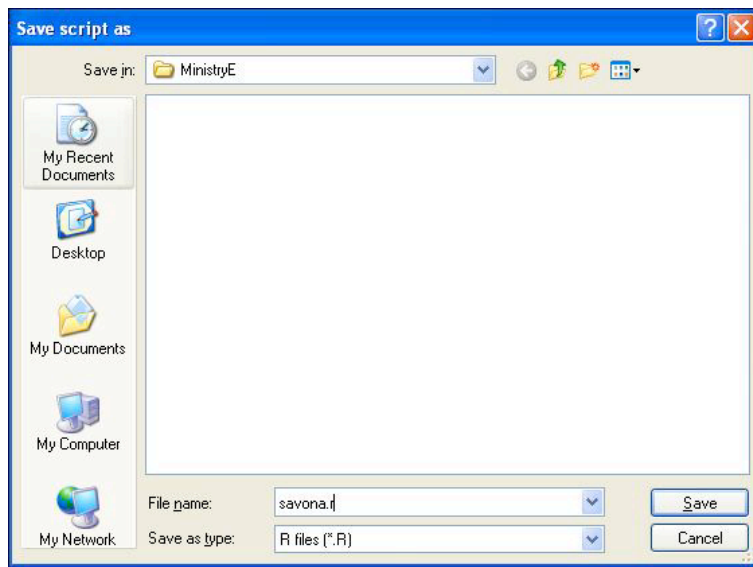 Save script as
Save in: MinistryE
My Recent
Documents
Desktop
My Documents
My Computer
My Network
File name: savona.r Save
Save as type: R files (*.R) Cancel